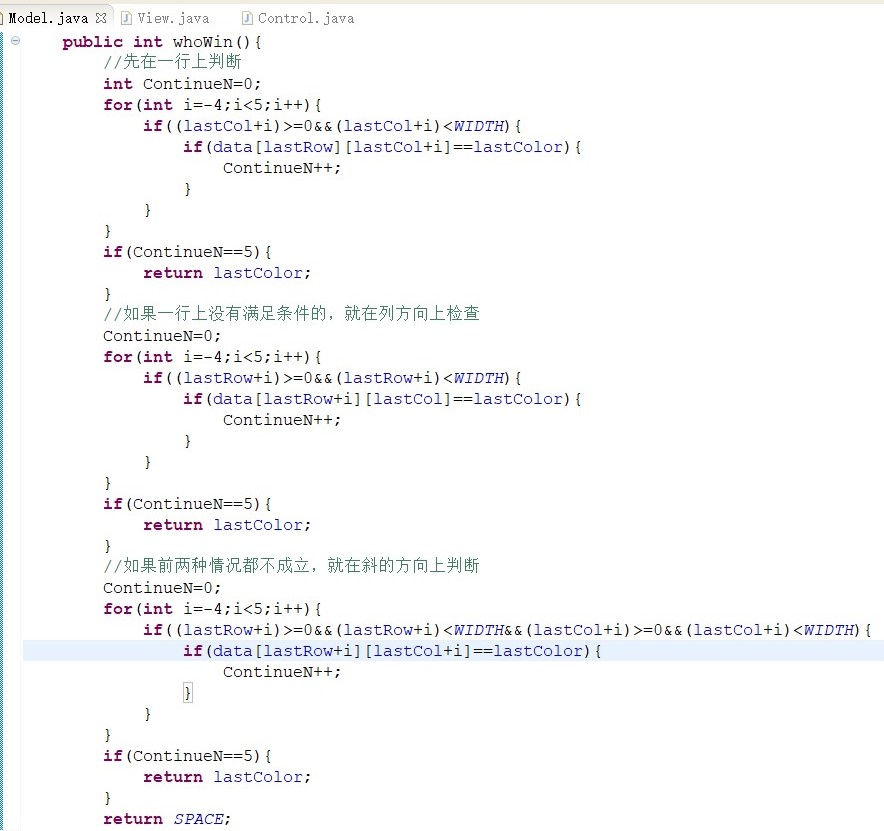 Model.java View.java Control.java
public int whoWin(){
//先在一行上判断
int ContinueN=0;
for(int i=-4;i<5;i++){
if((lastCol+i)>=0&&(lastCol+i)<WIDTH){
if(data[lastRow][lastCol+i]==lastColor){
ContinueN++;
}
}
}
if(ContinueN==5){
return lastColor;
}
//如果一行上没有满足条件的，就在列方向上检查
ContinueN=0;
for(int i=-4;i<5;i++){
if((lastRow+i)>=0&&(lastRow+i)<WIDTH){
if(data[lastRow+i][lastCol]==lastColor){
ContinueN++;
}
}
}
if(ContinueN==5){
return lastColor;
}
//如果前两种情况都不成立，就在斜的方向上判断
ContinueN=0;
for(int i=-4;i<5;i++){
if((lastRow+i)>=0&&(lastRow+i)<WIDTH&&(lastCol+i)>=0&&(lastCol+i)<WIDTH){
if(data[lastRow+i][lastCol+i]==lastColor){
ContinueN++;
}
}
}
if(ContinueN==5){
return lastColor;
}
return SPACE;